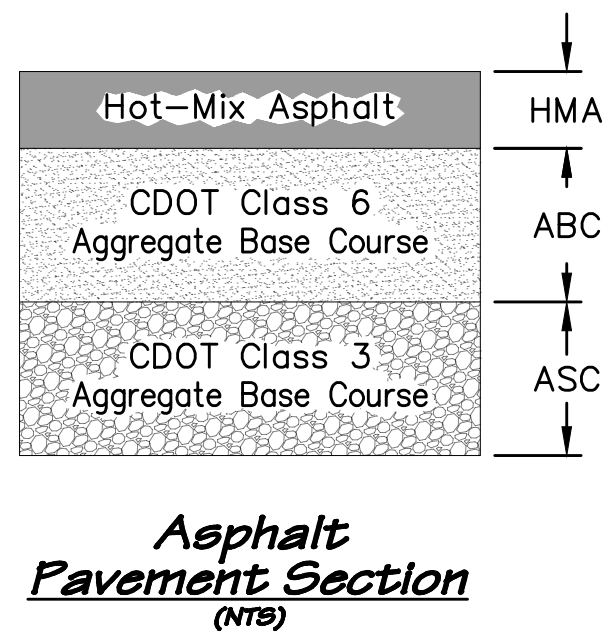 Hot-Mix Asphalt
HMA
CDOT Class 6
Aggregate Base Course
ABC
CDOT Class 3
Aggregate Base Course
ASC
Asphalt
Pavement Section
(NTS)